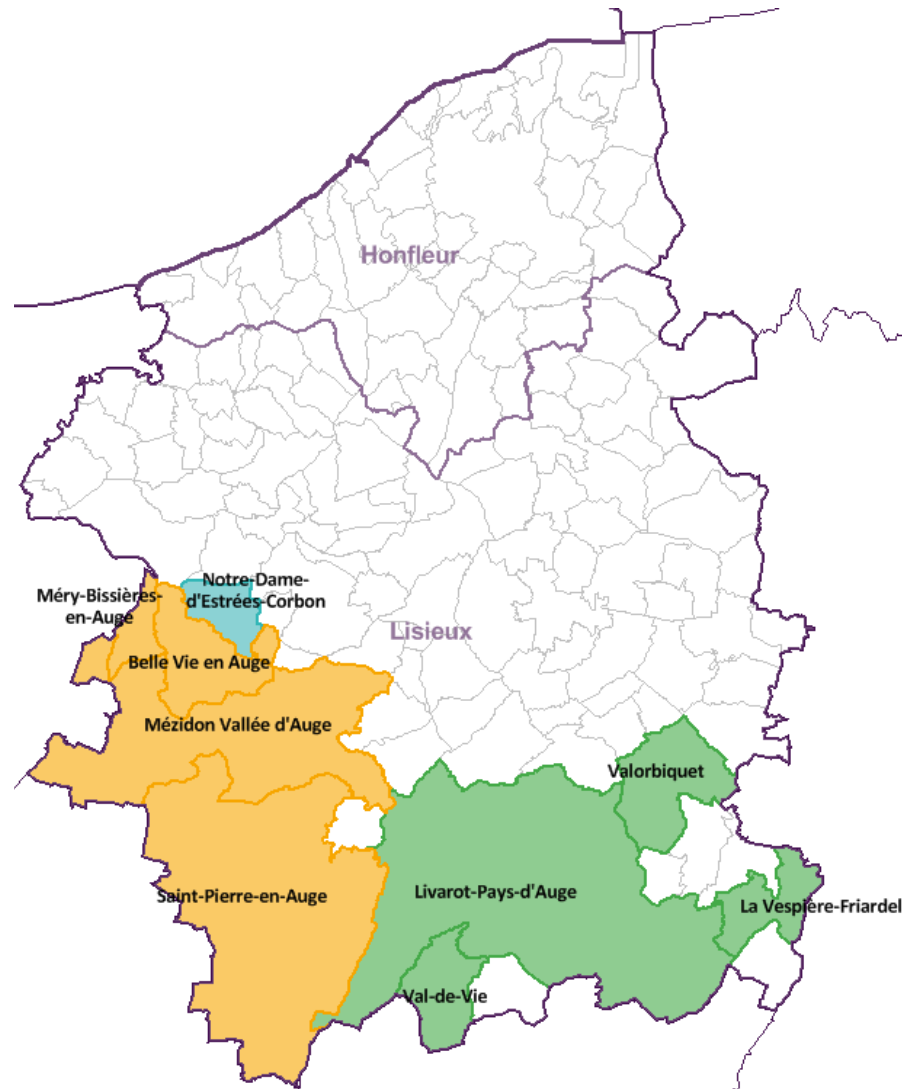 Honfleur
Notre-Dame-
d'Estrées-Corbon
Méry-Bissières-
en-Auge
Lisieux
Belle Vie en Auge
Mézidon Vallée d'Auge
Valorbiquet
Saint-Pierre-en-Auge
Livarot-Pays-d'Auge
La Vespière-Friardel
Val-de-Vie